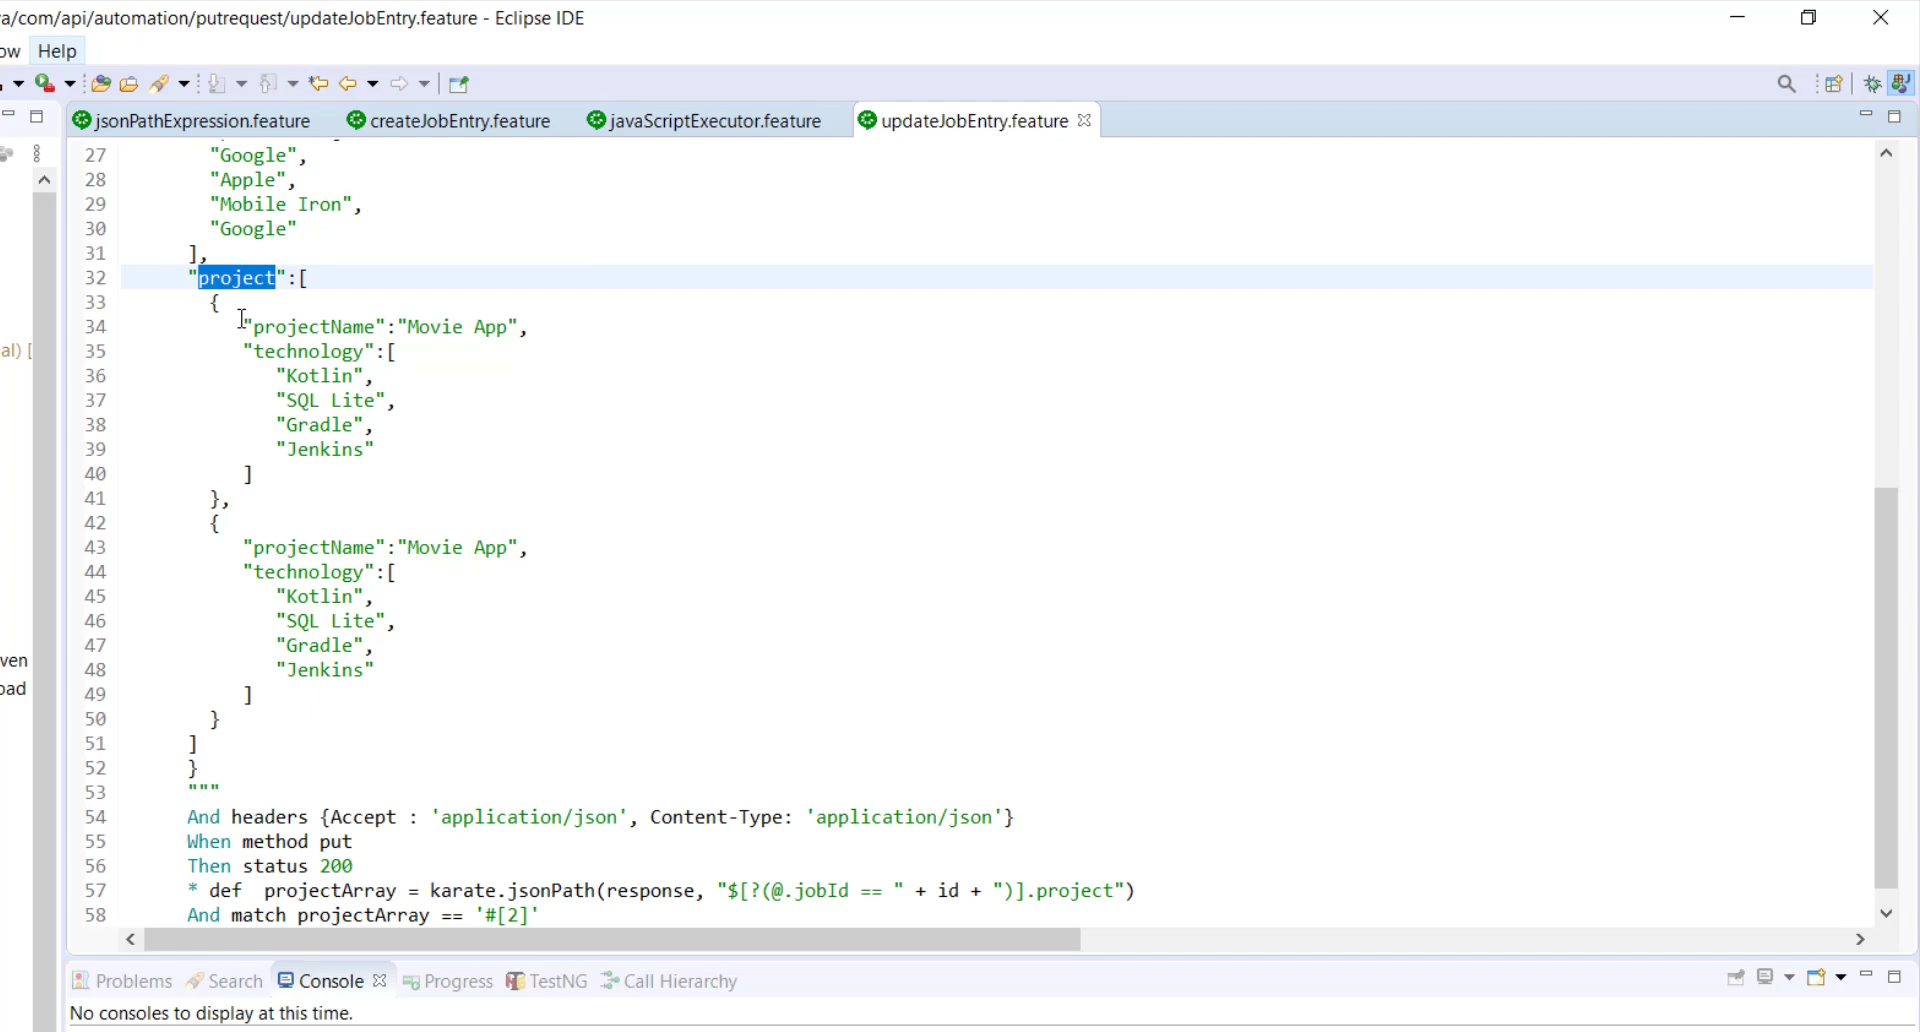 a/com/api/automation/putrequest/updateJobEntry.feature - Eclipse IDE
ow Help
jsonPathExpression.feature createJobEntry.feature javaScriptExecutor.feature updateJobEntry.feature
27 "Google",
28 "Apple",
29 "Mobile Iron",
30 "Google"
31 ],
32 "project":[
33 {
34 "projectName":"Movie App",
al) [
35 "technology":[
36 "Kotlin",
37 "SQL Lite",
38 "Gradle",
39 "Jenkins"
40 ]
41 },
42 {
43 "projectName":"Movie App",
44 "technology":[
45 "Kotlin",
46 "SQL Lite",
47 "Gradle",
ven
48 "Jenkins"
oad
49 ]
50 }
51 ]
52 }
53 """
54 And headers {Accept : 'application/json', Content-Type: 'application/json'}
55 When method put
56 Then status 200
57 * def projectArray = karate.jsonPath(response, "$[?(@.jobId == " + id + ")].project")
58 And match projectArray == '#[2]'
Problems Search Console Progress TestNG Call Hierarchy
No consoles to display at this time.